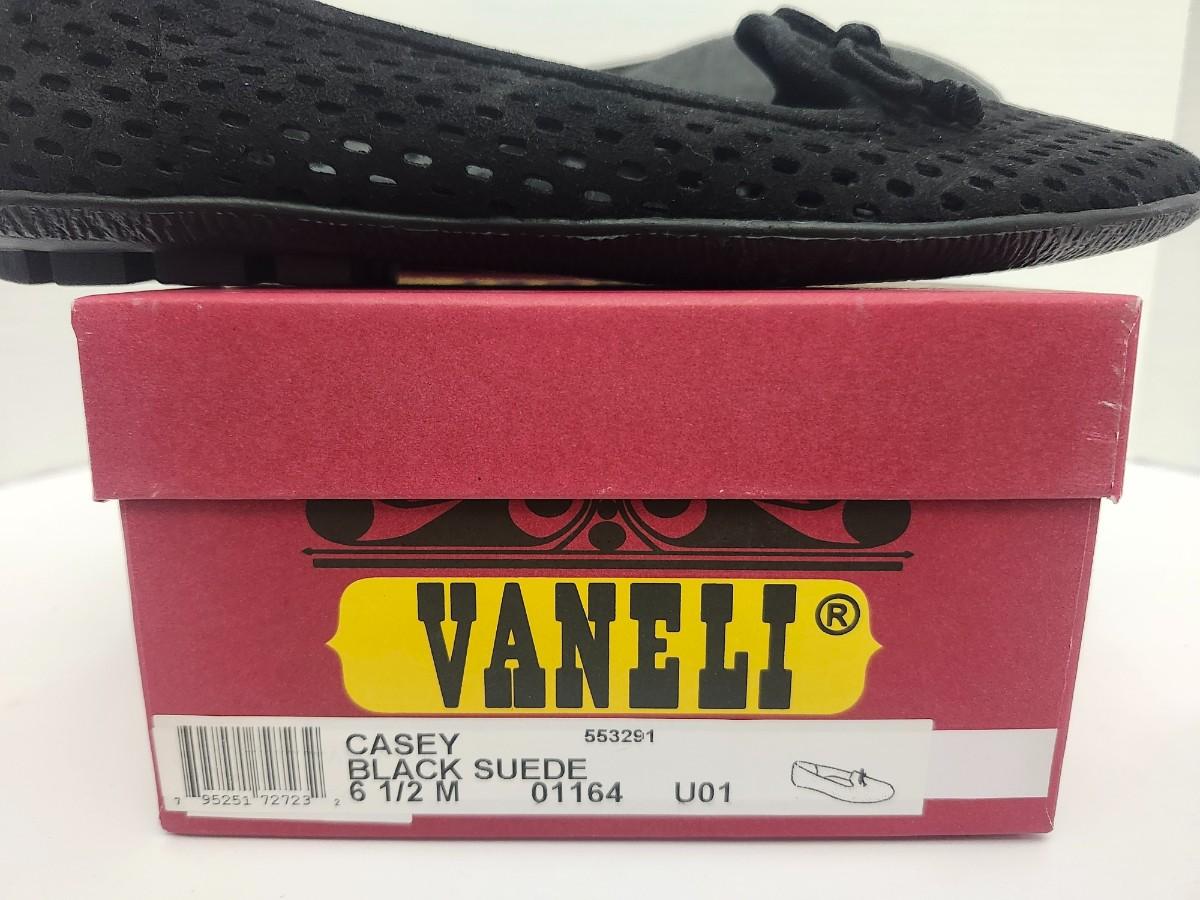 VANELI ®
CASEY 553291
BLACK SUEDE
6 1/2 M 01164 U01
7 95251 72723 2